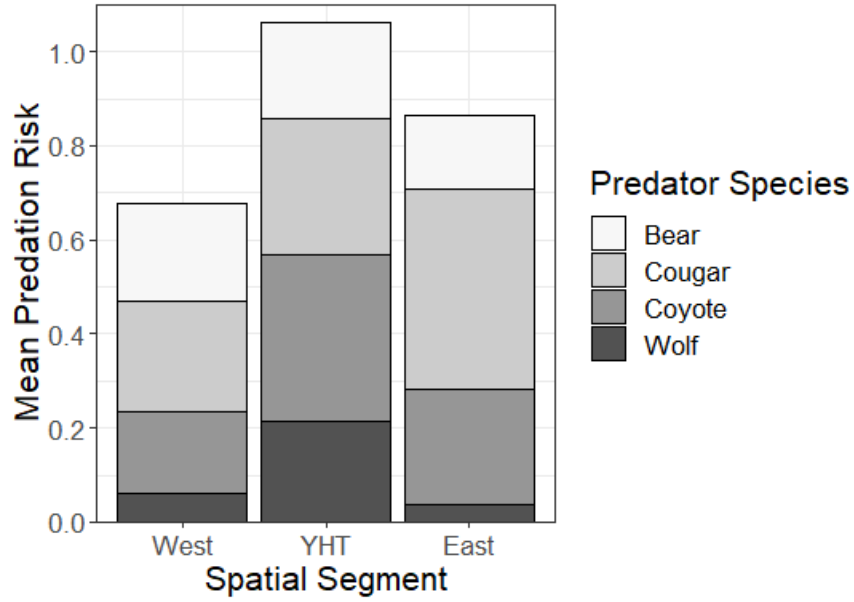 Mean Predation Risk
1.0
0.8
0.6
0.4
0.2
0.0
West YHT East
Spatial Segment
Predator Species
Bear
Cougar
Coyote
Wolf